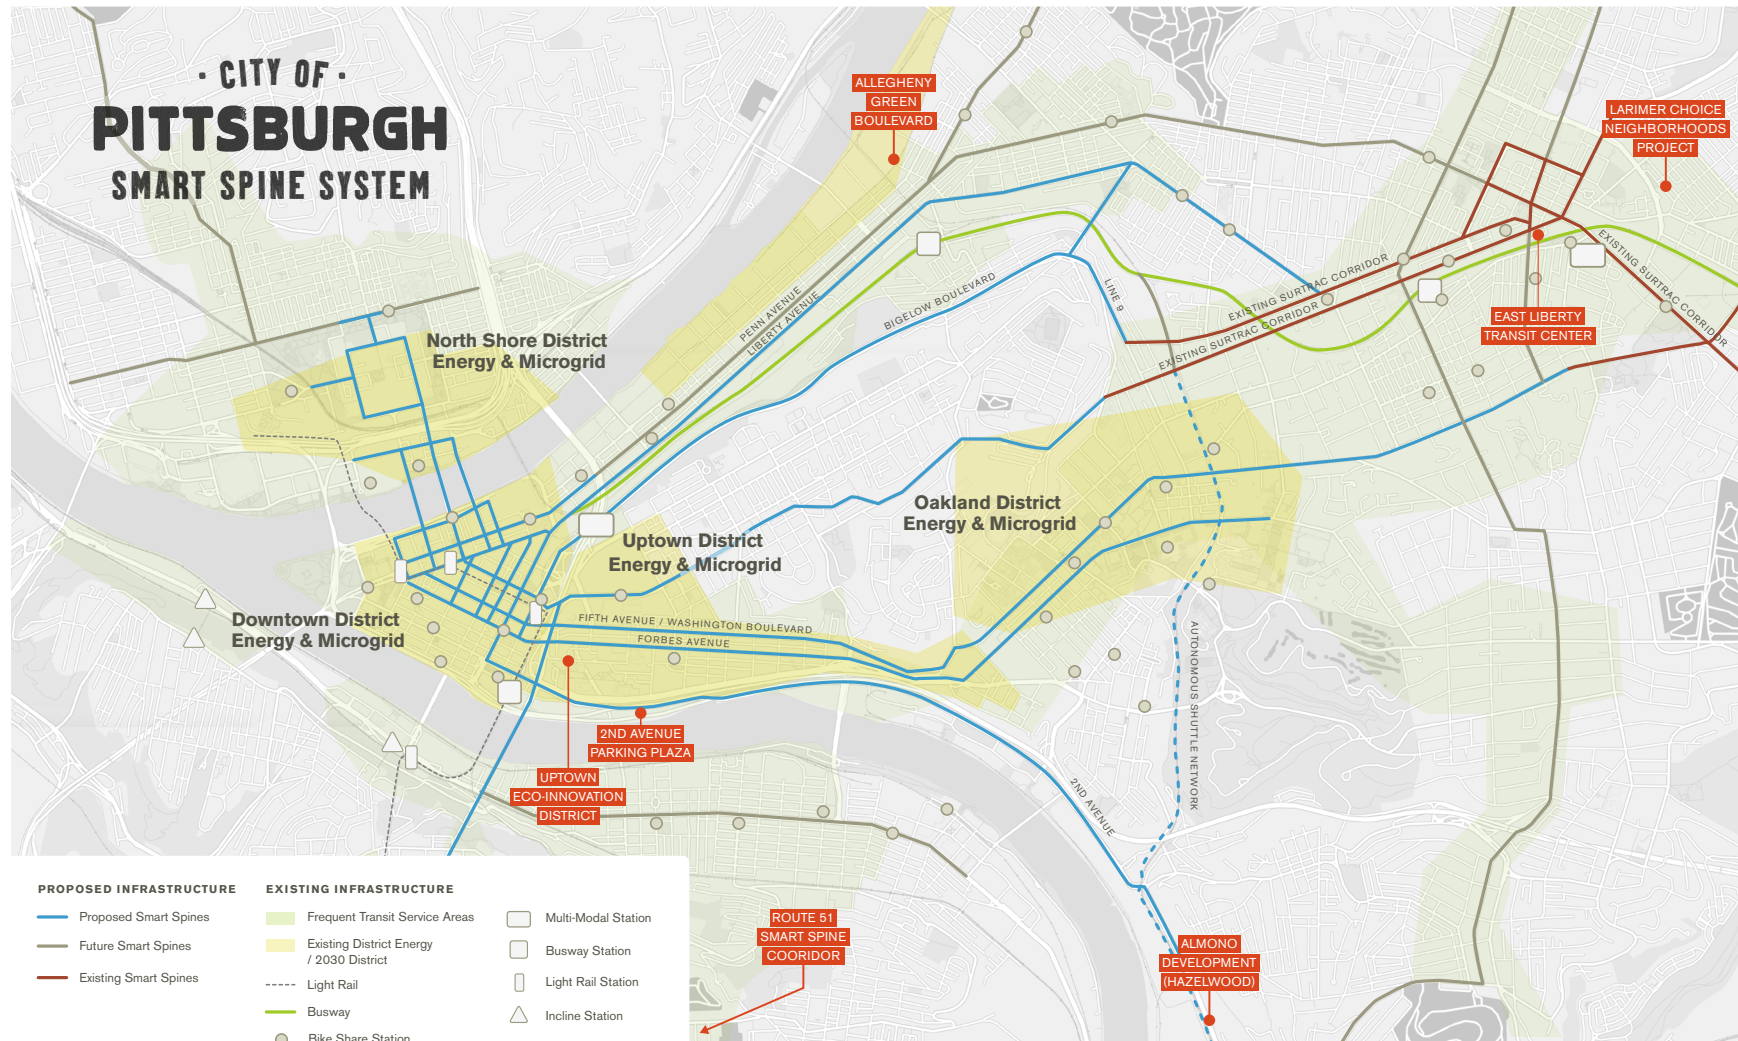 · CITY OF ·
PITTSBURGH
SMART SPINE SYSTEM
ALLEGHENY
GREEN
BOULEVARD
LARIMER CHOICE
NEIGHBORHOODS
PROJECT
EXISTING SURTRAC CORRIDOR
EAST LIBERTY
TRANSIT CENTER
EXISTING SURTRAC CORRIDOR
EXISTING SURTRAC CORRIDOR
LINE 9
BIGELOW BOULEVARD
PENN AVENUE
LIBERTY AVENUE
North Shore District
Energy & Microgrid
Oakland District
Energy & Microgrid
Uptown District
Energy & Microgrid
Downtown District
Energy & Microgrid
FIFTH AVENUE / WASHINGTON BOULEVARD
FORBES AVENUE
AUTONOMOUS SHUTTLE NETWORK
2ND AVENUE
PARKING PLAZA
UPTOWN
ECO-INNOVATION
DISTRICT
2ND AVENUE
ROUTE 51
SMART SPINE
COORIDOR
ALMONO
DEVELOPMENT
(HAZELWOOD)
PROPOSED INFRASTRUCTURE
Proposed Smart Spines
Future Smart Spines
Existing Smart Spines
EXISTING INFRASTRUCTURE
Frequent Transit Service Areas
Existing District Energy
/ 2030 District
Light Rail
Busway
Bike Share Station
Multi-Modal Station
Busway Station
Light Rail Station
Incline Station